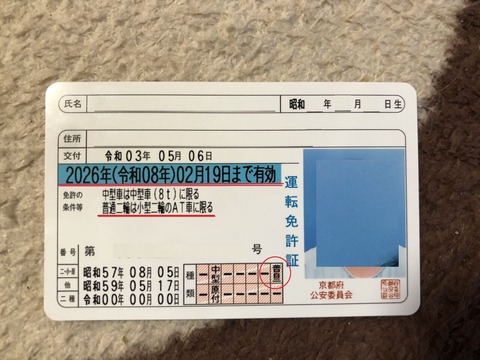 氏名
昭和 年 月 日生
住所
交付 令和03年05月06日
2026年(令和08年)02月19日まで有効
免許の条件等
中型車は中型車(8t)に限る
普通二輪は小型二輪のAT車に限る
運転免許証
番号 第 号
二・小・原 昭和57年08月05日
他 昭和59年05月17日
二種 令和00年00月00日
種類
中型
原付
普自二
京都府
公安委員会